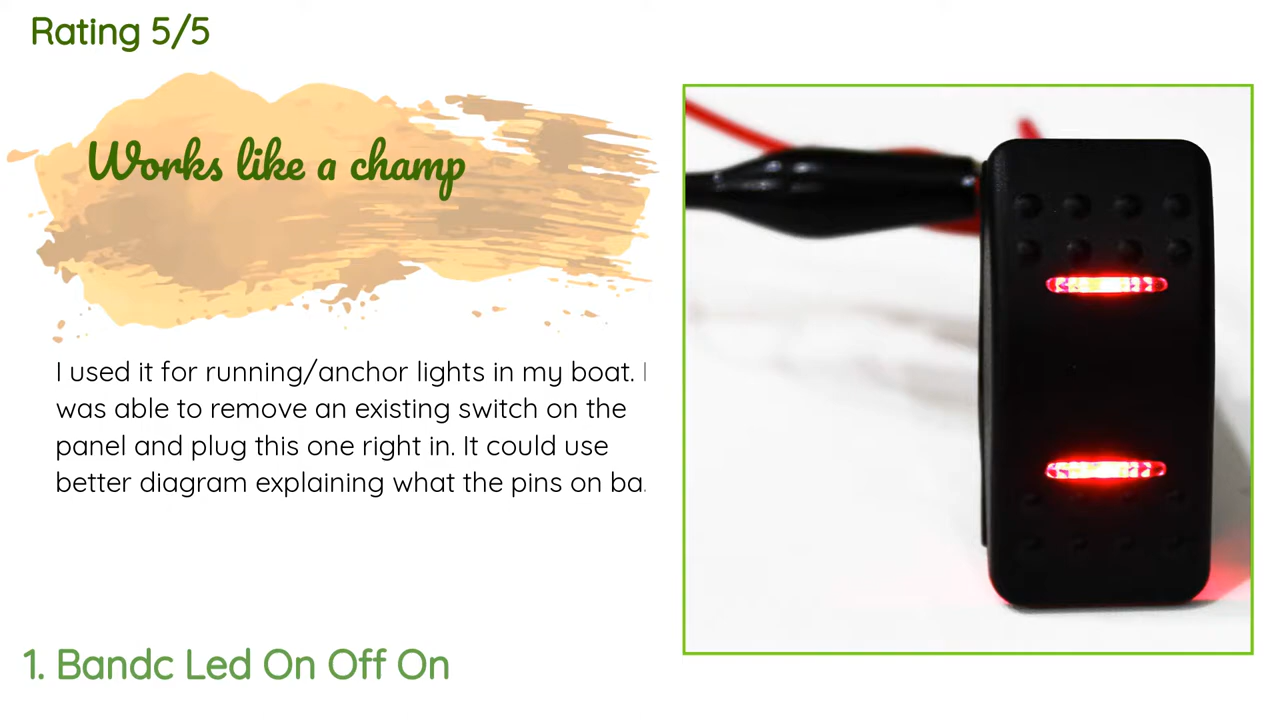 Rating 5/5
Works like a champ
I used it for running/anchor lights in my boat. I
was able to remove an existing switch on the
panel and plug this one right in. It could use
better diagram explaining what the pins on ba.
1. Bandc Led On Off On